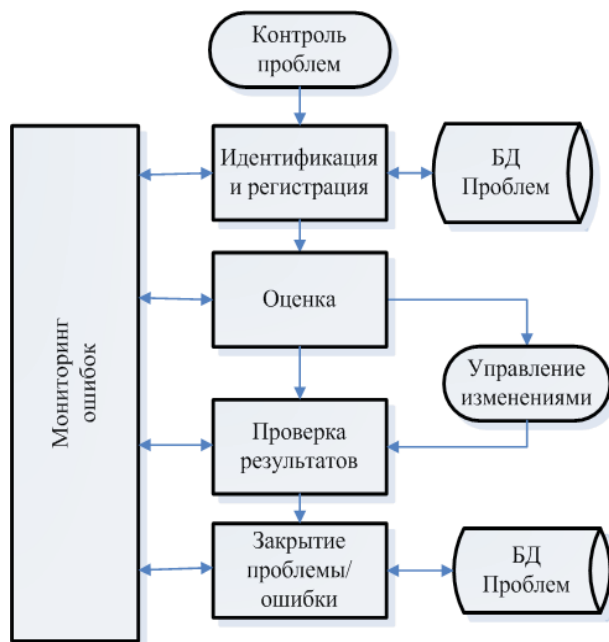 Контроль
проблем
Идентификация
и регистрация
БД
Проблем
Оценка
Управление
изменениями
Мониторинг
ошибок
Проверка
результатов
Закрытие
проблемы/
ошибки
БД
Проблем